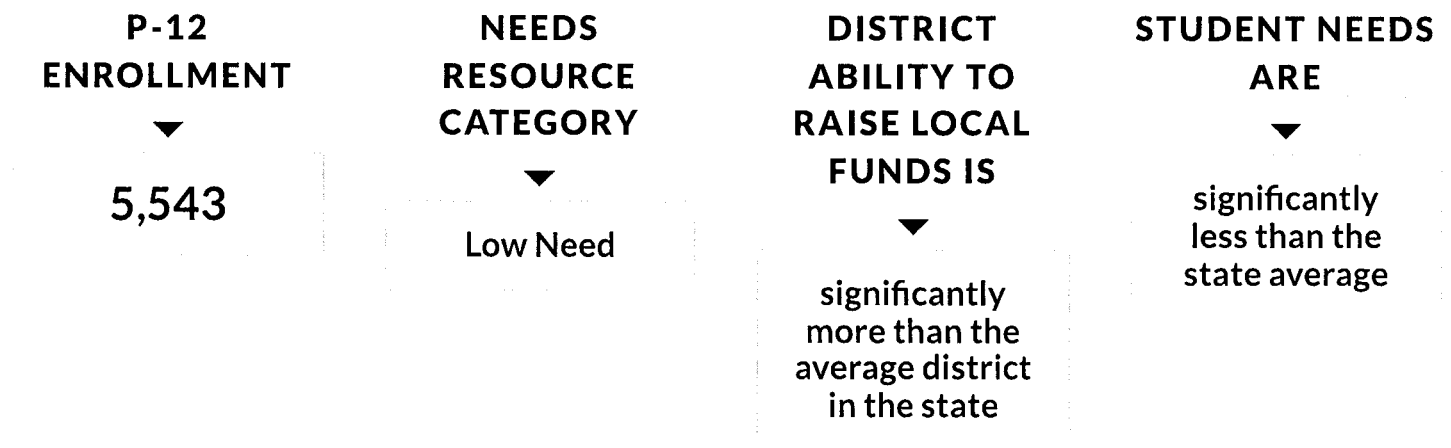 P-12
ENROLLMENT
5,543
NEEDS
RESOURCE
CATEGORY
Low Need
DISTRICT
ABILITY TO
RAISE LOCAL
FUNDS IS
significantly
more than the
average district
in the state
STUDENT NEEDS
ARE
significantly
less than the
state average